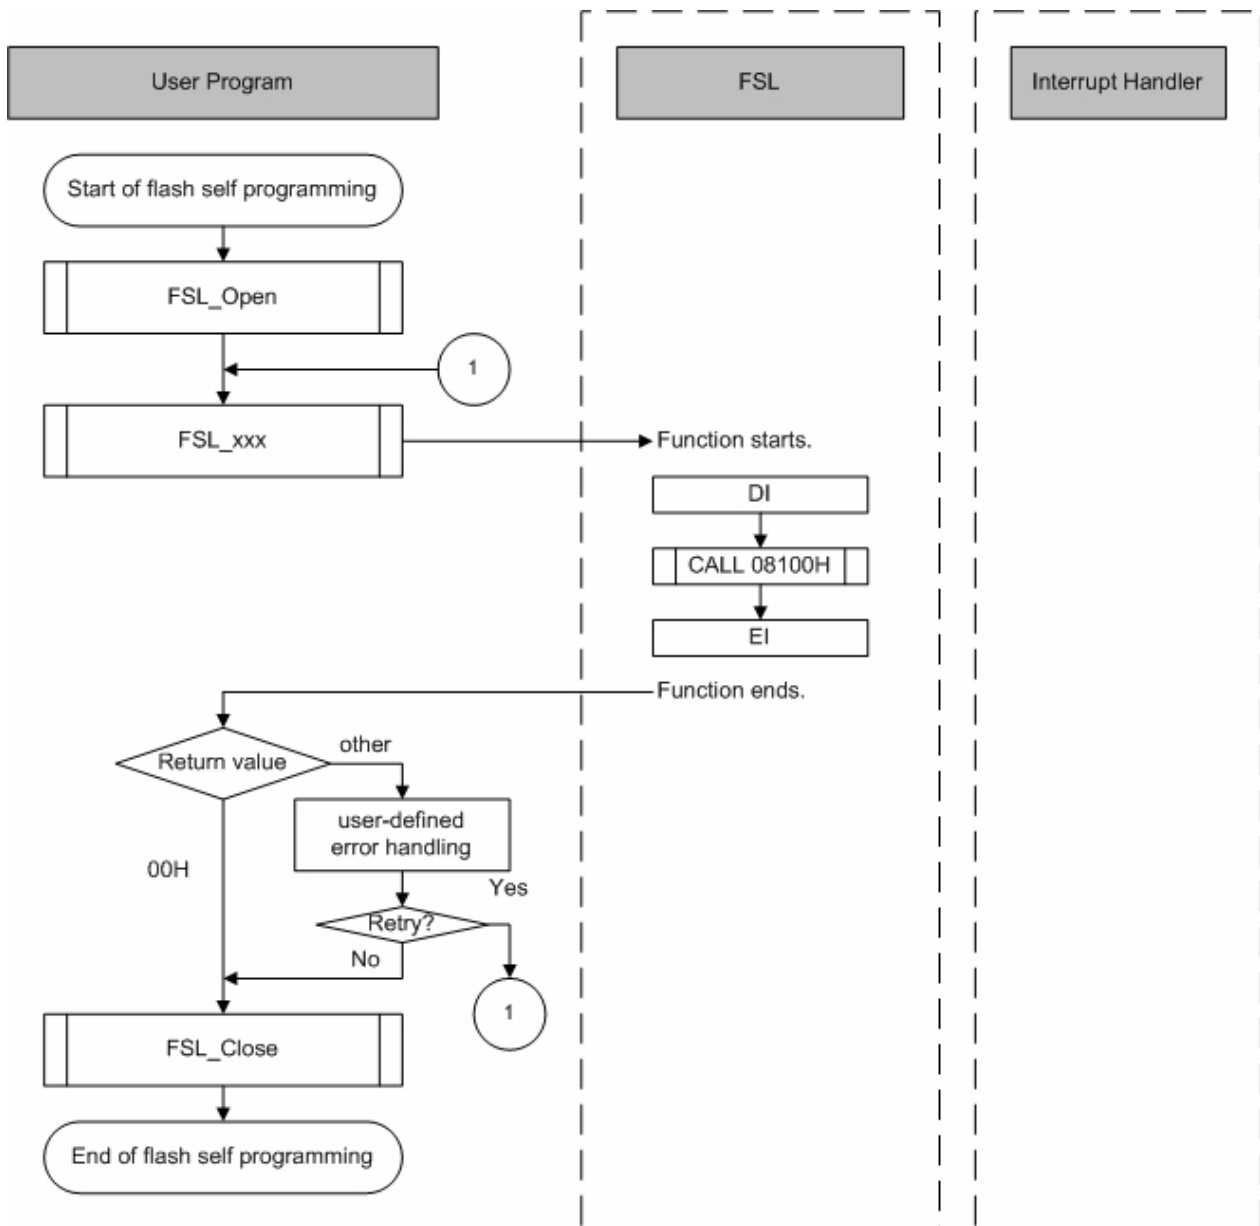 User Program
FSL
Interrupt Handler
Start of flash self programming
FSL_Open
1
FSL_xxx
Function starts.
DI
CALL 08100H
EI
Function ends.
Return value
other
user-defined
error handling
00H
Yes
Retry?
No
1
FSL_Close
End of flash self programming